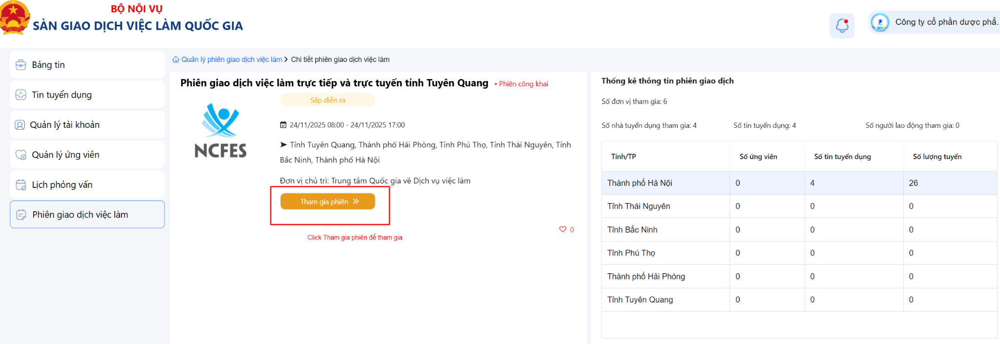 BỘ NỘI VỤ
SÀN GIAO DỊCH VIỆC LÀM QUỐC GIA
Công ty cổ phần dược phẩ...
Bảng tin
Tin tuyển dụng
Quản lý tài khoản
Quản lý ứng viên
Lịch phỏng vấn
Phiên giao dịch việc làm
Quản lý phiên giao dịch việc làm > Chi tiết phiên giao dịch việc làm
Phiên giao dịch việc làm trực tiếp và trực tuyến tỉnh Tuyên Quang • Phiên công khai
Sắp diễn ra
NCFES
24/11/2025 08:00 - 24/11/2025 17:00
➤ Tỉnh Tuyên Quang, Thành phố Hải Phòng, Tỉnh Phú Thọ, Tỉnh Thái Nguyên, Tỉnh
Bắc Ninh, Thành phố Hà Nội
Đơn vị chủ trì: Trung tâm Quốc gia về Dịch vụ việc làm
Tham gia phiên »
0
Click Tham gia phiên để tham gia
Thống kê thông tin phiên giao dịch
Số đơn vị tham gia: 6
Số nhà tuyển dụng tham gia: 4 Số tin tuyển dụng: 4 Số người lao động tham gia: 0
Tỉnh/TP Số ứng viên Số tin tuyển dụng Số lượng tuyển
Thành phố Hà Nội 0 4 26
Tỉnh Thái Nguyên 0 0 0
Tỉnh Bắc Ninh 0 0 0
Tỉnh Phú Thọ 0 0 0
Thành phố Hải Phòng 0 0 0
Tỉnh Tuyên Quang 0 0 0